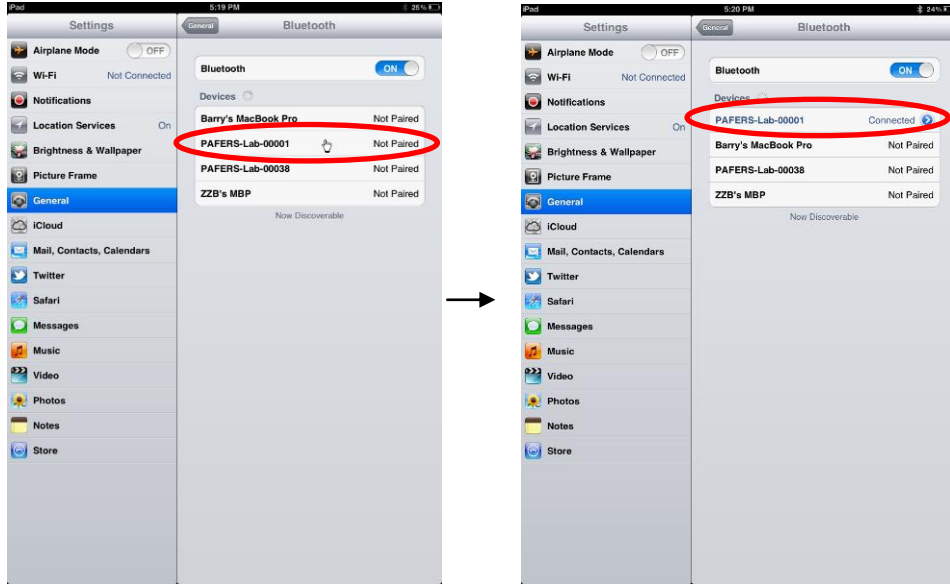 iPad 5:19 PM 26%
Settings
General Bluetooth
Airplane Mode OFF
Wi-Fi Not Connected
Notifications
Location Services On
Brightness & Wallpaper
Picture Frame
General
iCloud
Mail, Contacts, Calendars
Twitter
Safari
Messages
Music
Video
Photos
Notes
Store
Bluetooth ON
Devices
Barry's MacBook Pro Not Paired
PAFERS-Lab-00001 Not Paired
PAFERS-Lab-00038 Not Paired
ZZB's MBP Not Paired
Now Discoverable
iPad 5:20 PM 24%
Settings
General Bluetooth
Airplane Mode OFF
Wi-Fi Not Connected
Notifications
Location Services On
Brightness & Wallpaper
Picture Frame
General
iCloud
Mail, Contacts, Calendars
Twitter
Safari
Messages
Music
Video
Photos
Notes
Store
Bluetooth ON
Devices
PAFERS-Lab-00001 Connected
Barry's MacBook Pro Not Paired
PAFERS-Lab-00038 Not Paired
ZZB's MBP Not Paired
Now Discoverable